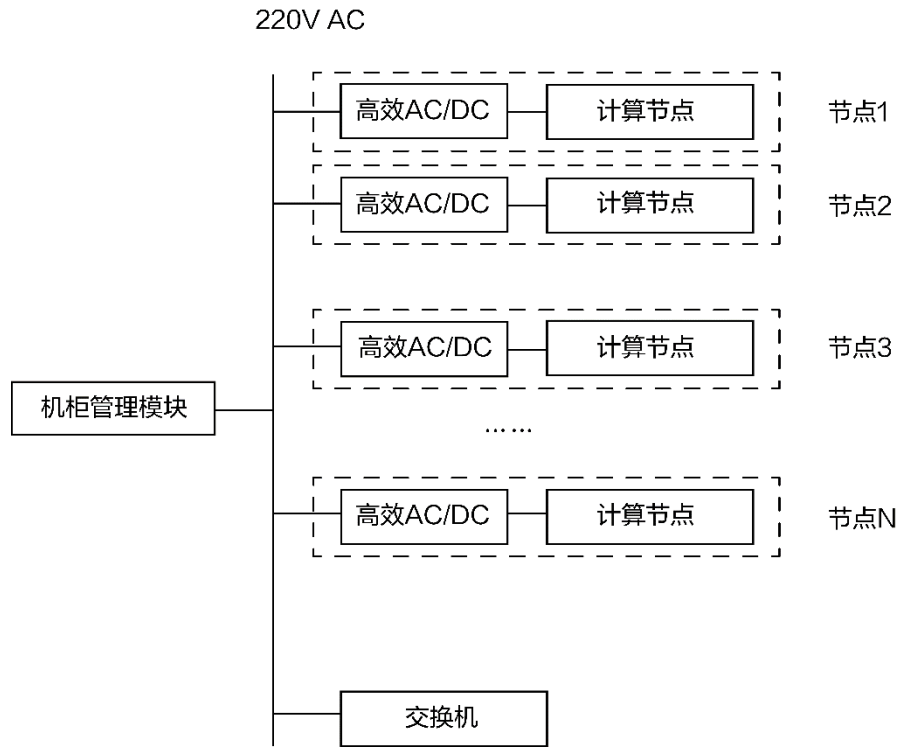 220V AC
高效AC/DC 计算节点 节点1
高效AC/DC 计算节点 节点2
高效AC/DC 计算节点 节点3
机柜管理模块
……
高效AC/DC 计算节点 节点N
交换机